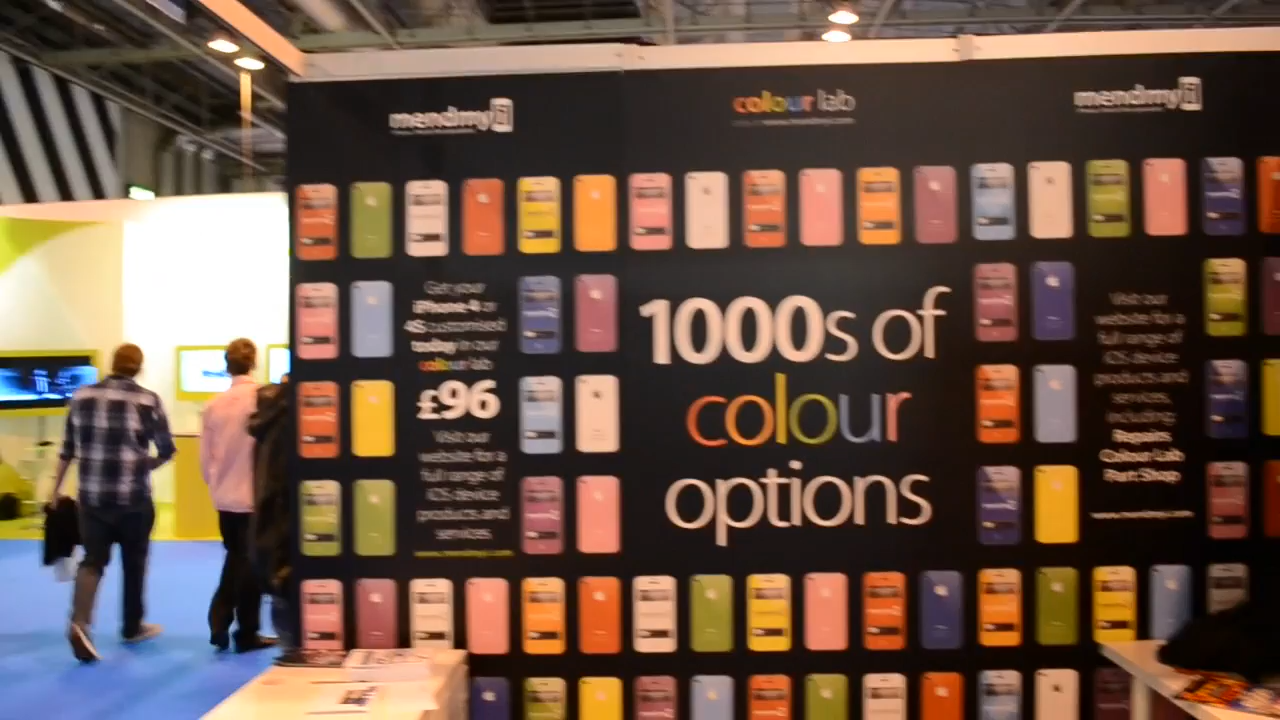 mendmyi
colour lab
mendmyi
Get your
iPhone 4 or
4S customised
today in our
colour lab
£96
Visit our
website for a
full range of
iOS device
products and
services.
1000s of
colour
options
Visit our
website for a
full range of
iOS device
products and
services,
including
Repairs
Colour Lab
Part Shop